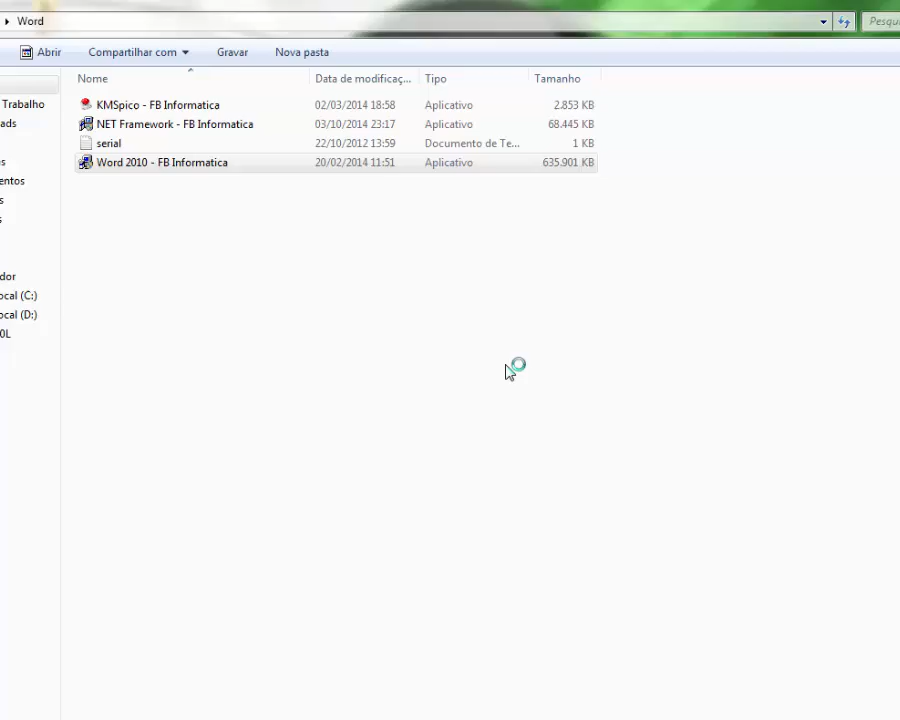 Word
Pesqu
Abrir Compartilhar com Gravar Nova pasta
Nome Data de modificaç... Tipo Tamanho
KMSpico - FB Informatica 02/03/2014 18:58 Aplicativo 2.853 KB
Trabalho
NET Framework - FB Informatica 03/10/2014 23:17 Aplicativo 68.445 KB
ads
serial 22/10/2012 13:59 Documento de Te... 1 KB
Word 2010 - FB Informatica 20/02/2014 11:51 Aplicativo 635.901 KB
s
entos
s
s
dor
ocal (C:)
ocal (D:)
0L